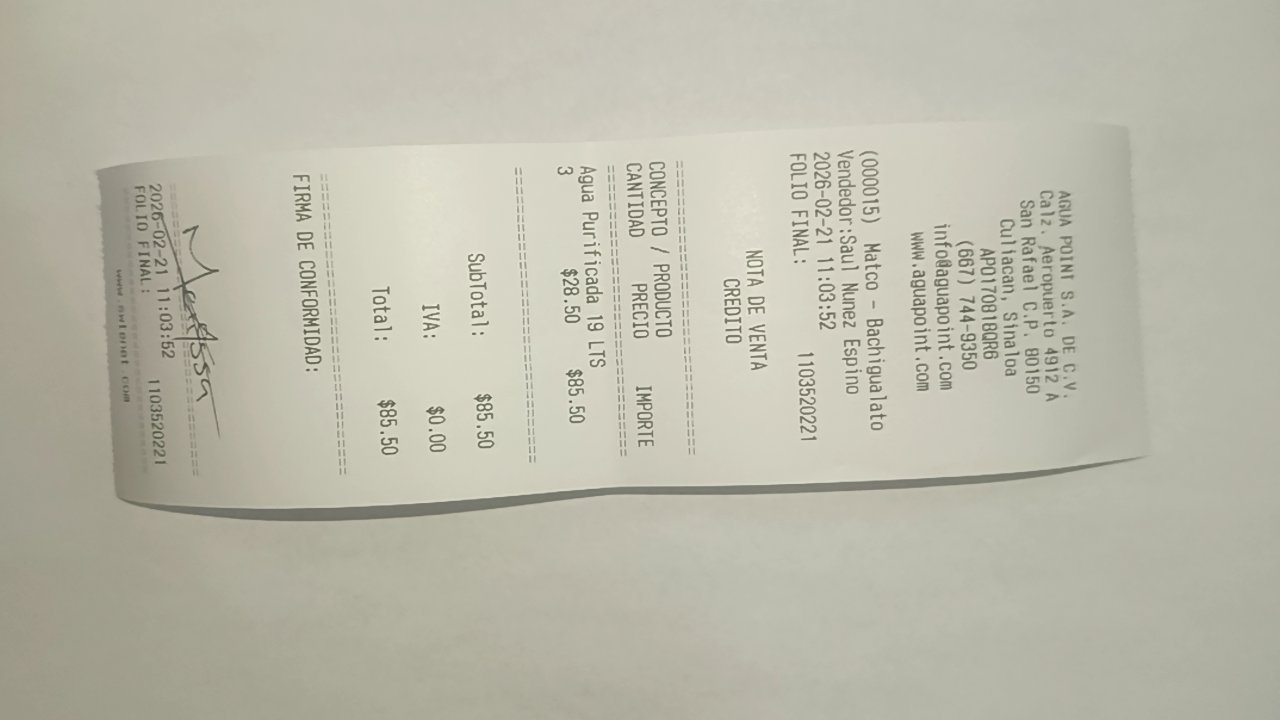 AGUA POINT S.A. DE C.V.
Calz. Aeropuerto 4912 A
San Rafael C.P. 80150
Culiacan, Sinaloa
APO170818QR6
(667) 744-9350
info@aguapoint.com
www.aguapoint.com
(000015) Matco - Bachigualato
Vendedor:Saul Nunez Espino
2026-02-21 11:03:52
FOLIO FINAL: 1103520221
NOTA DE VENTA
CREDITO
CONCEPTO / PRODUCTO
CANTIDAD PRECIO IMPORTE
Agua Purificada 19 LTS
3 $28.50 $85.50
SubTotal: $85.50
IVA: $0.00
Total: $85.50
FIRMA DE CONFORMIDAD:
2026-02-21 11:03:52
FOLIO FINAL: 1103520221